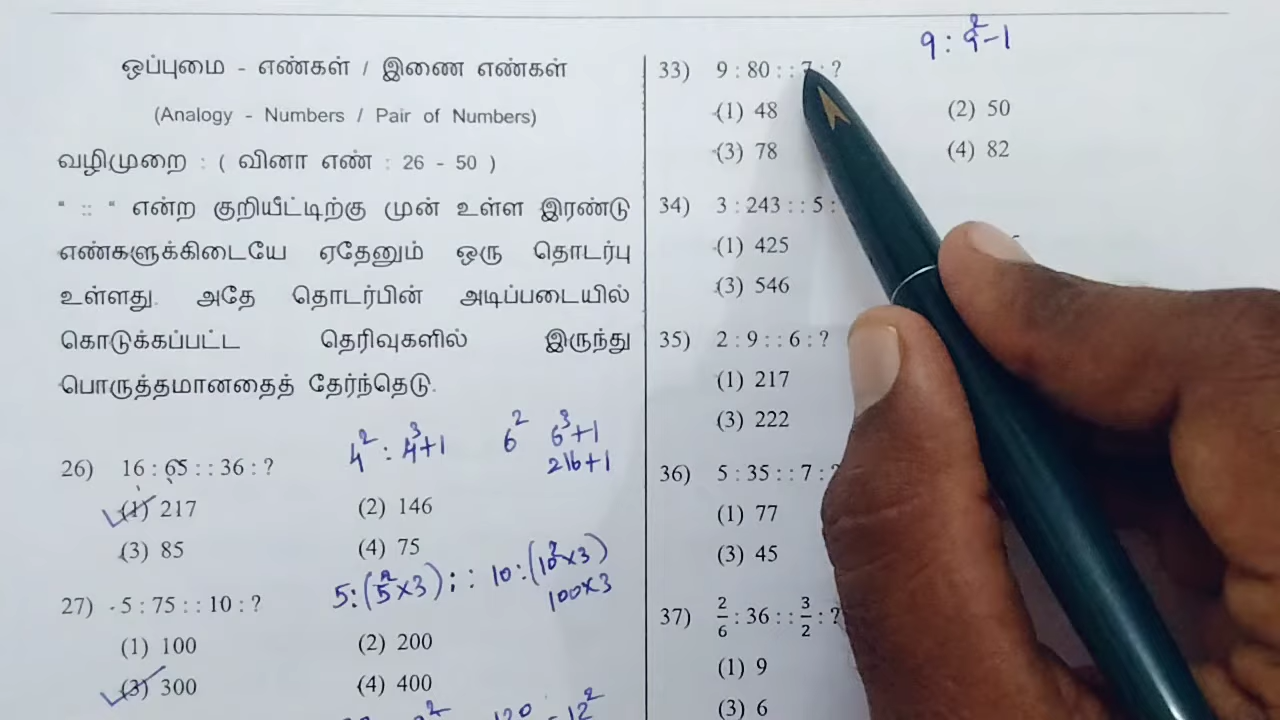 ஒப்புமை - எண்கள் / இணை எண்கள்
(Analogy - Numbers / Pair of Numbers)
வழிமுறை : ( வினா எண் : 26 - 50 )
" :: " என்ற குறியீட்டிற்கு முன் உள்ள இரண்டு
எண்களுக்கிடையே ஏதேனும் ஒரு தொடர்பு
உள்ளது. அதே தொடர்பின் அடிப்படையில்
கொடுக்கப்பட்ட தெரிவுகளில் இருந்து
பொருத்தமானதைத் தேர்ந்தெடு.
4² : 4³+1 6² 6³+1
216+1
26) 16 : 65 : : 36 : ?
(1) 217 (2) 146
(3) 85 (4) 75
5:(5²×3) : : 10:(10²×3)
100×3
27) 5 : 75 : : 10 : ?
(1) 100 (2) 200
(3) 300 (4) 400
120 = 12²
9 : 9²-1
33) 9 : 80 : : 7 : ?
(1) 48 (2) 50
(3) 78 (4) 82
34) 3 : 243 : : 5 :
(1) 425
(3) 546
35) 2 : 9 : : 6 : ?
(1) 217
(3) 222
36) 5 : 35 : : 7 : ?
(1) 77
(3) 45
37) 2/6 : 36 : : 3/2 : ?
(1) 9
(3) 6